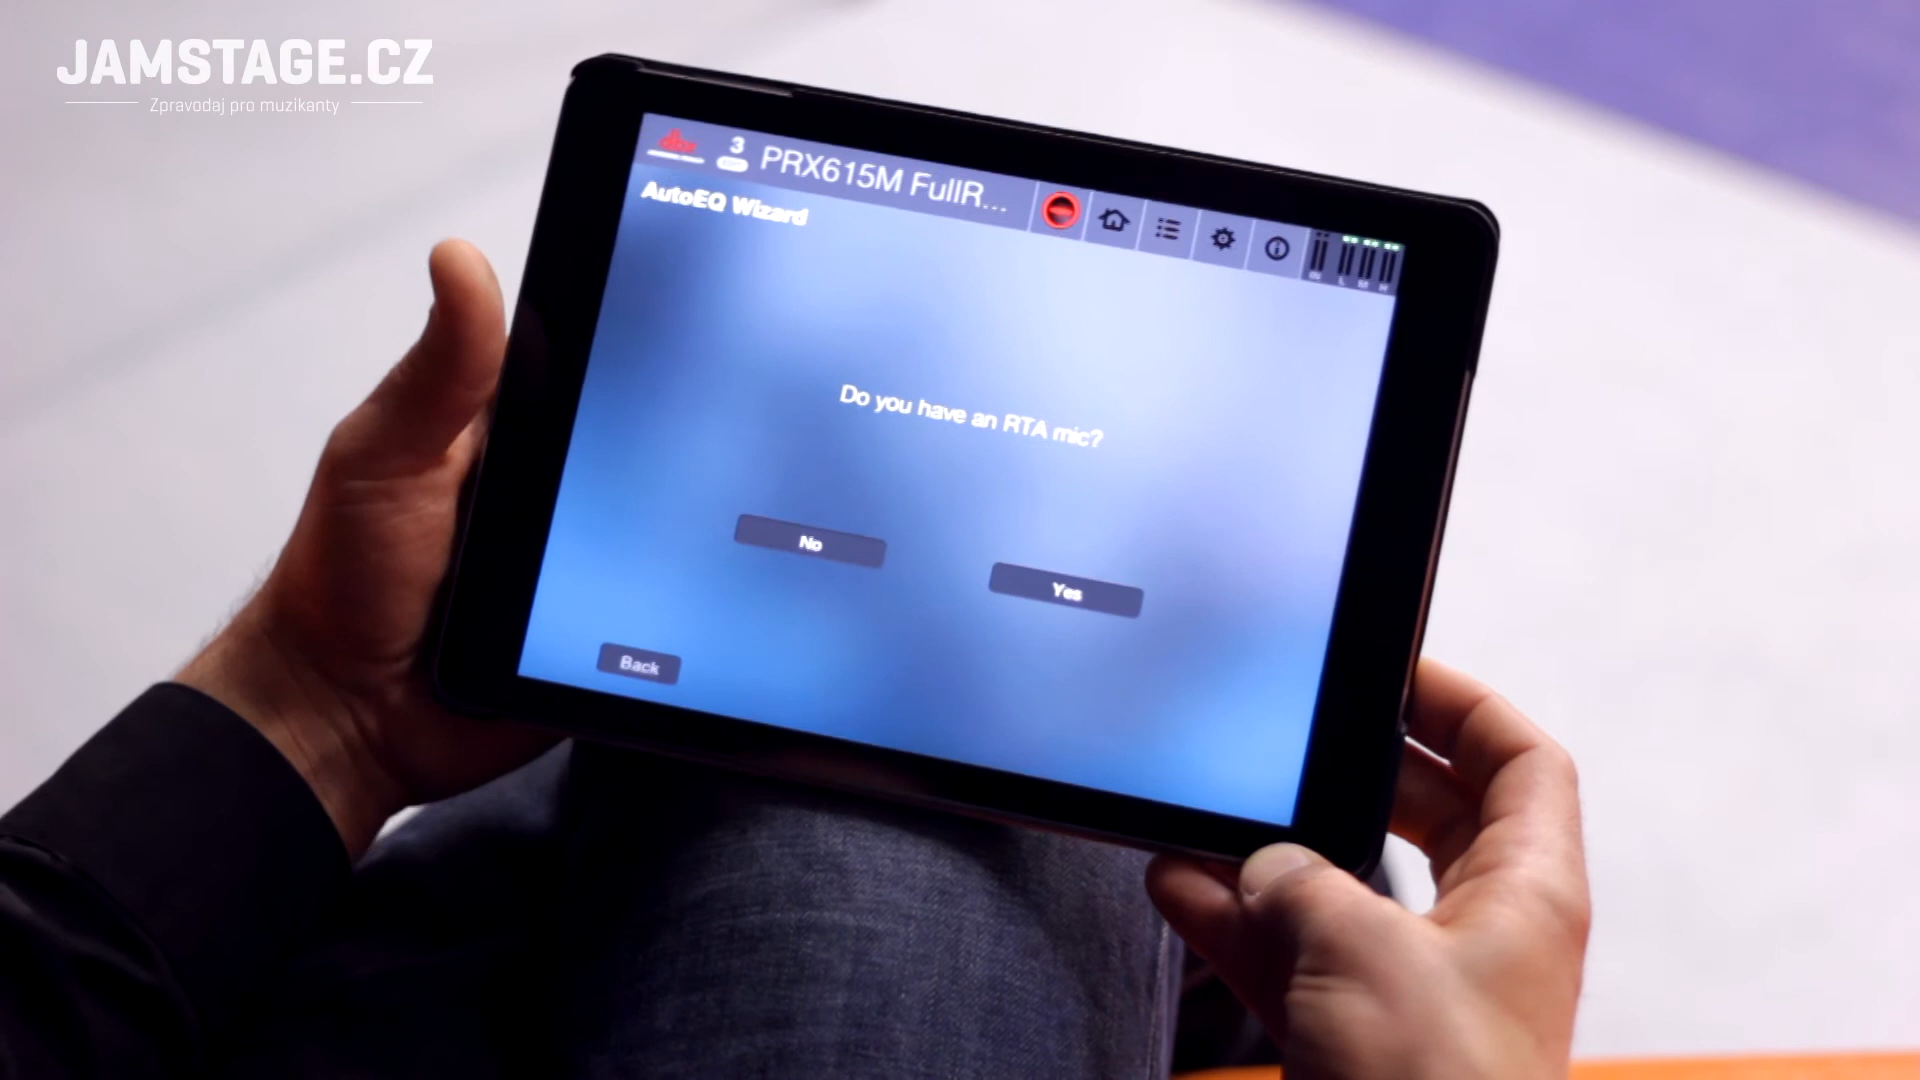 JAMSTAGE.CZ
Zpravodaj pro muzikanty
dbx
3
PRX615M FullR...
AutoEQ Wizard
Do you have an RTA mic?
No
Yes
Back